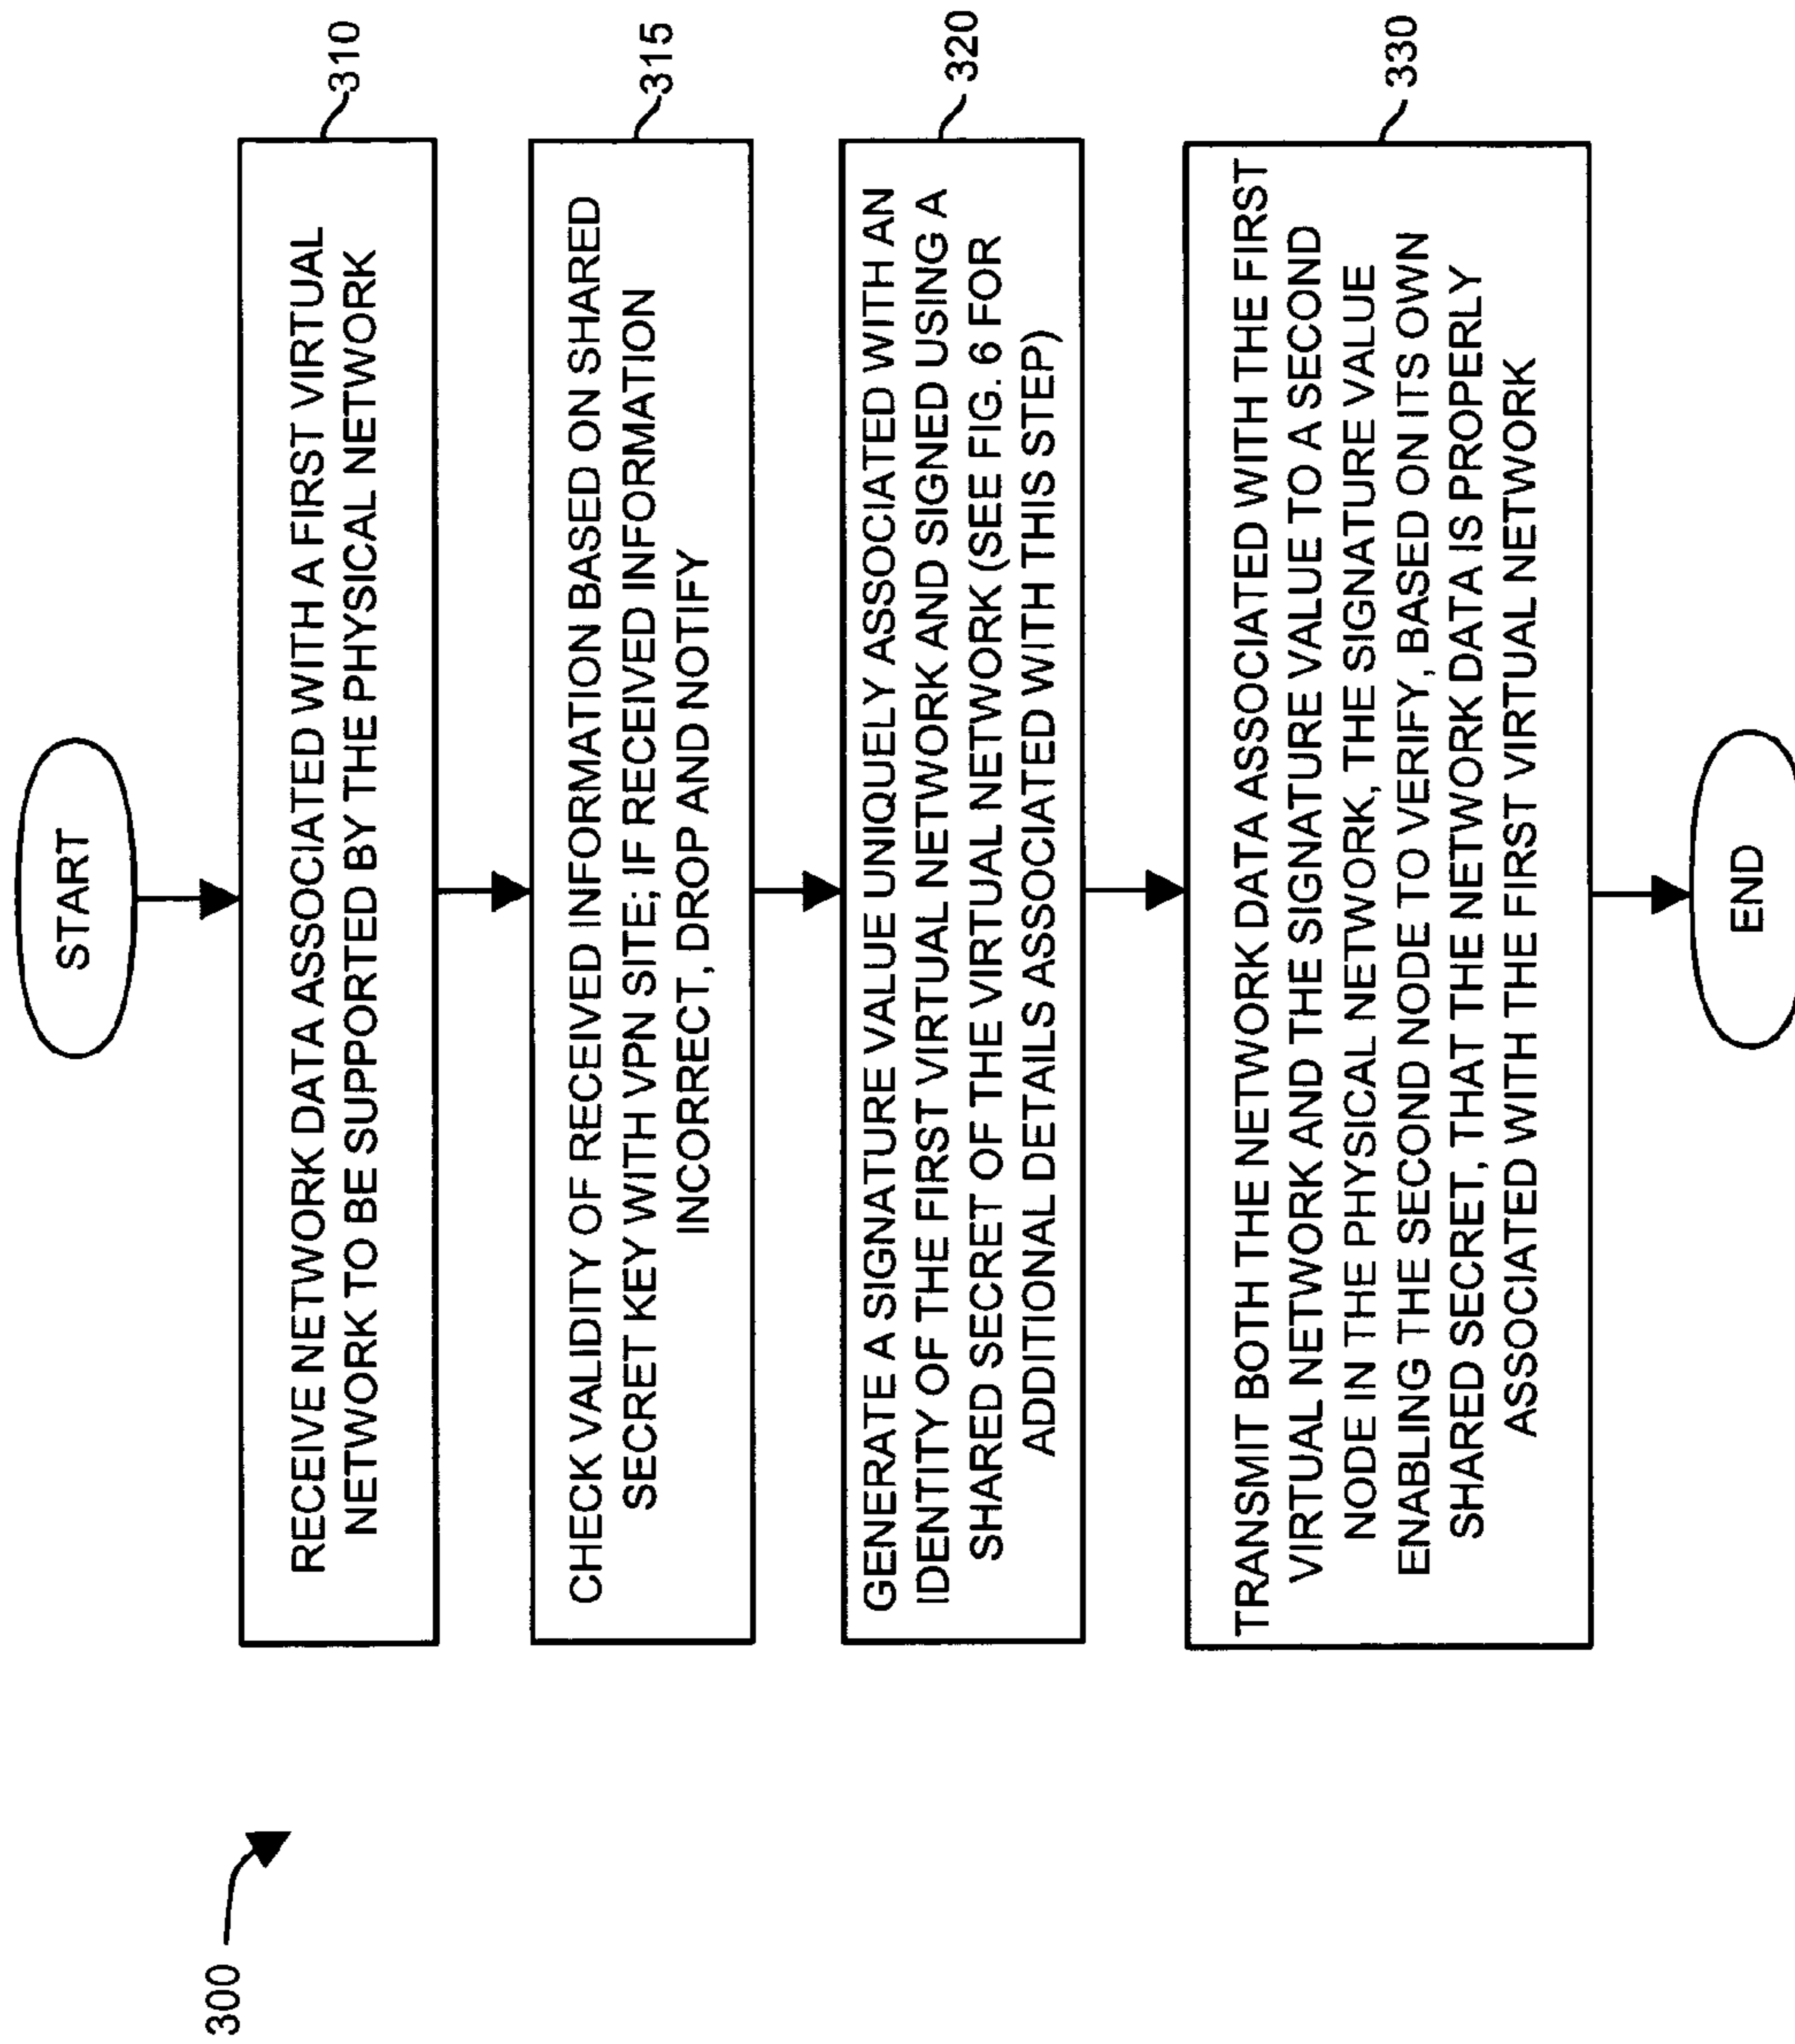 300
START
RECEIVE NETWORK DATA ASSOCIATED WITH A FIRST VIRTUAL
NETWORK TO BE SUPPORTED BY THE PHYSICAL NETWORK
310
CHECK VALIDITY OF RECEIVED INFORMATION BASED ON SHARED
SECRET KEY WITH VPN SITE; IF RECEIVED INFORMATION
INCORRECT, DROP AND NOTIFY
315
GENERATE A SIGNATURE VALUE UNIQUELY ASSOCIATED WITH AN
IDENTITY OF THE FIRST VIRTUAL NETWORK AND SIGNED USING A
SHARED SECRET OF THE VIRTUAL NETWORK (SEE FIG. 6 FOR
ADDITIONAL DETAILS ASSOCIATED WITH THIS STEP)
320
TRANSMIT BOTH THE NETWORK DATA ASSOCIATED WITH THE FIRST
VIRTUAL NETWORK AND THE SIGNATURE VALUE TO A SECOND
NODE IN THE PHYSICAL NETWORK, THE SIGNATURE VALUE
ENABLING THE SECOND NODE TO VERIFY, BASED ON ITS OWN
SHARED SECRET, THAT THE NETWORK DATA IS PROPERLY
ASSOCIATED WITH THE FIRST VIRTUAL NETWORK
330
END